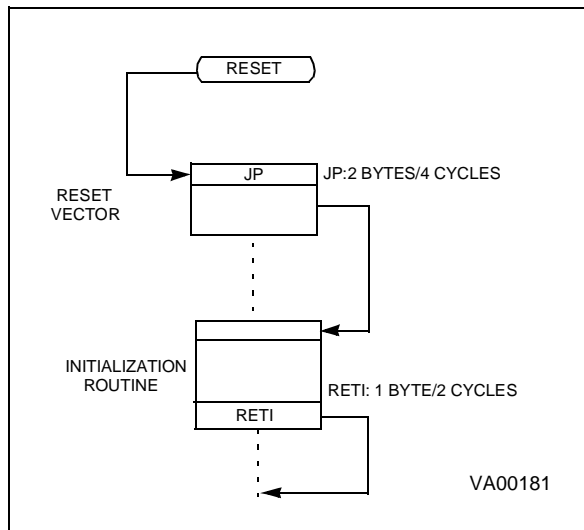 RESET
JP
JP:2 BYTES/4 CYCLES
RESET
VECTOR
INITIALIZATION
ROUTINE
RETI: 1 BYTE/2 CYCLES
RETI
VA00181